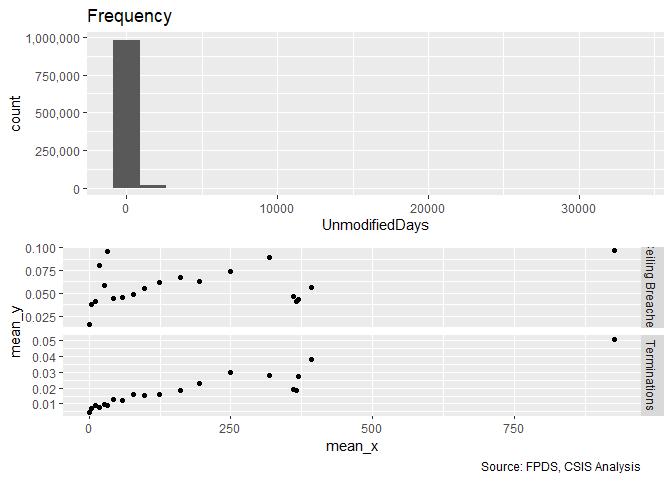 Frequency
1,000,000
750,000
500,000
250,000
0
count
0 10000 20000 30000
UnmodifiedDays
0.100
0.075
0.050
0.025
Ceiling Breaches
0.05
0.04
0.03
0.02
0.01
Terminations
mean_y
0 250 500 750
mean_x
Source: FPDS, CSIS Analysis